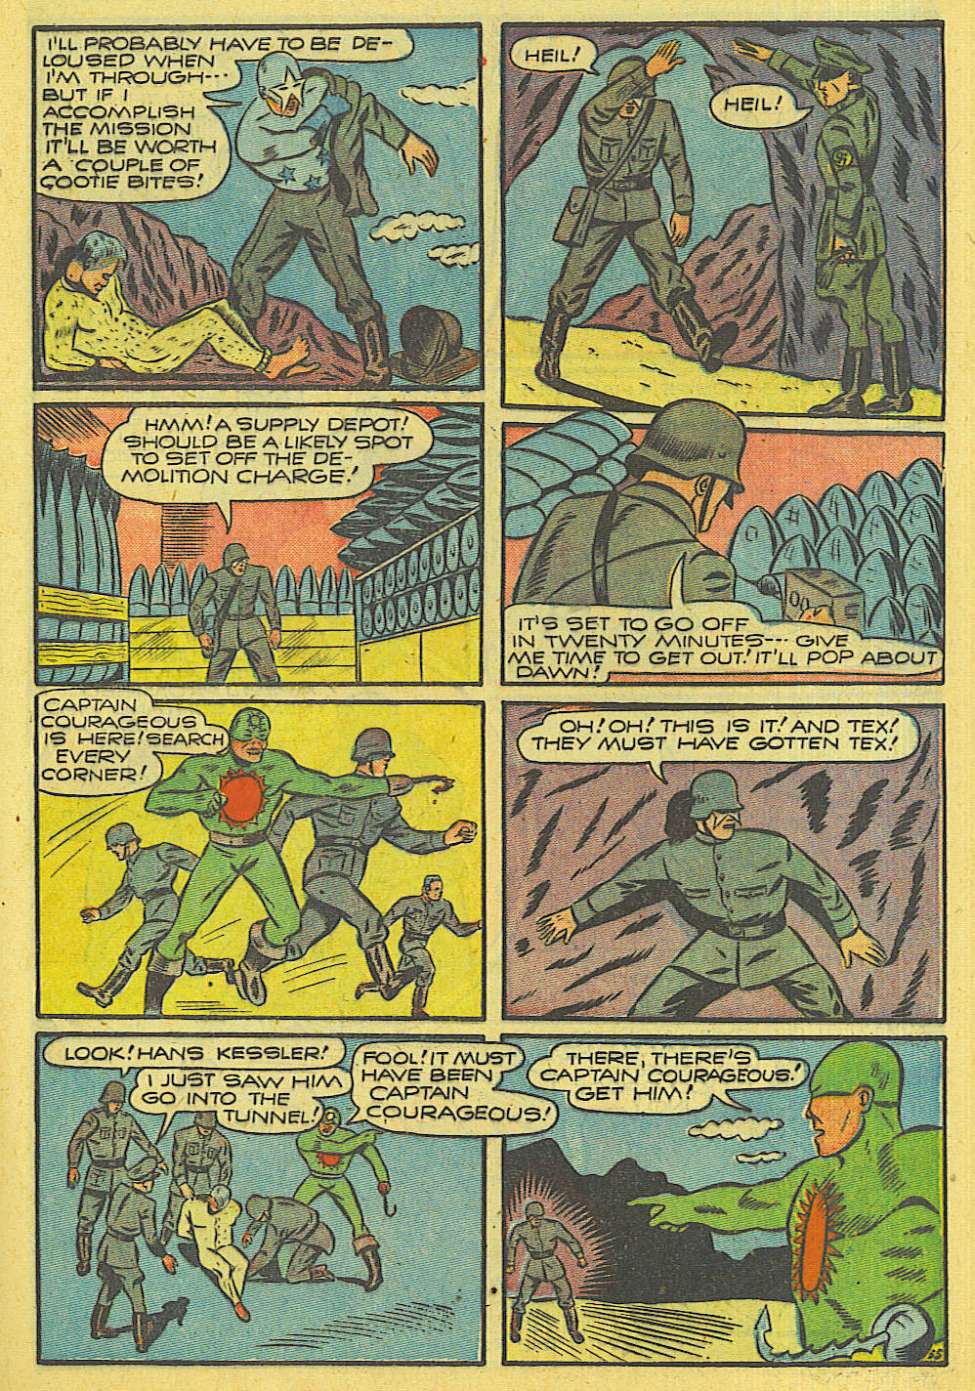 I'LL PROBABLY HAVE TO BE DE-
LOUSED WHEN
I'M THROUGH---
BUT IF I
ACCOMPLISH
THE MISSION
IT'LL BE WORTH
A COUPLE OF
COOTIE BITES!
HEIL!
HEIL!
HMM! A SUPPLY DEPOT!
SHOULD BE A LIKELY SPOT
TO SET OFF THE DE-
MOLITION CHARGE!
IT'S SET TO GO OFF
IN TWENTY MINUTES--- GIVE
ME TIME TO GET OUT! IT'LL POP ABOUT
DAWN!
CAPTAIN
COURAGEOUS
IS HERE! SEARCH
EVERY
CORNER!
OH! OH! THIS IS IT! AND TEX!
THEY MUST HAVE GOTTEN TEX!
LOOK! HANS KESSLER!
I JUST SAW HIM
GO INTO THE
TUNNEL!
FOOL! IT MUST
HAVE BEEN
CAPTAIN
COURAGEOUS!
THERE, THERE'S
CAPTAIN COURAGEOUS!
GET HIM!